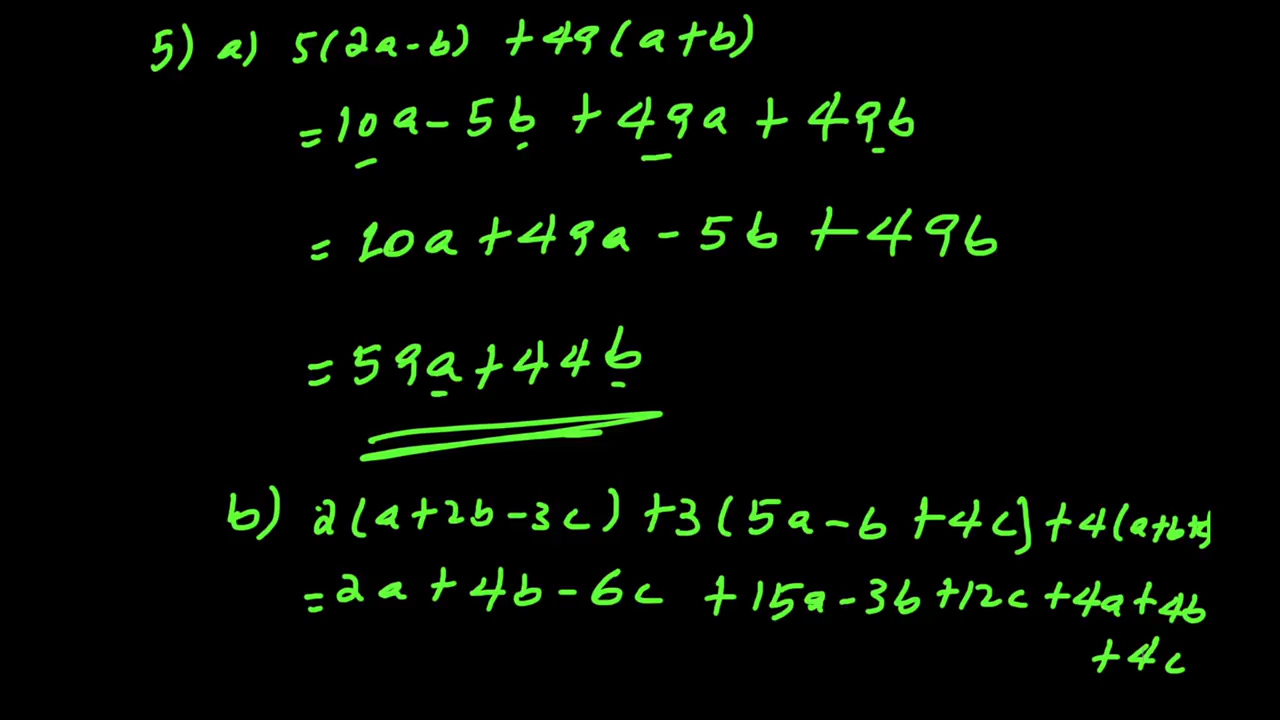 5) a) 5(2a-b) +49(a+b)
=10a-5b +49a+49b
=10a+49a-5b+49b
=59a+44b
b) 2(a+2b-3c)+3(5a-b+4c)+4(a+b+c)
=2a+4b-6c +15a-3b+12c+4a+4b
+4c